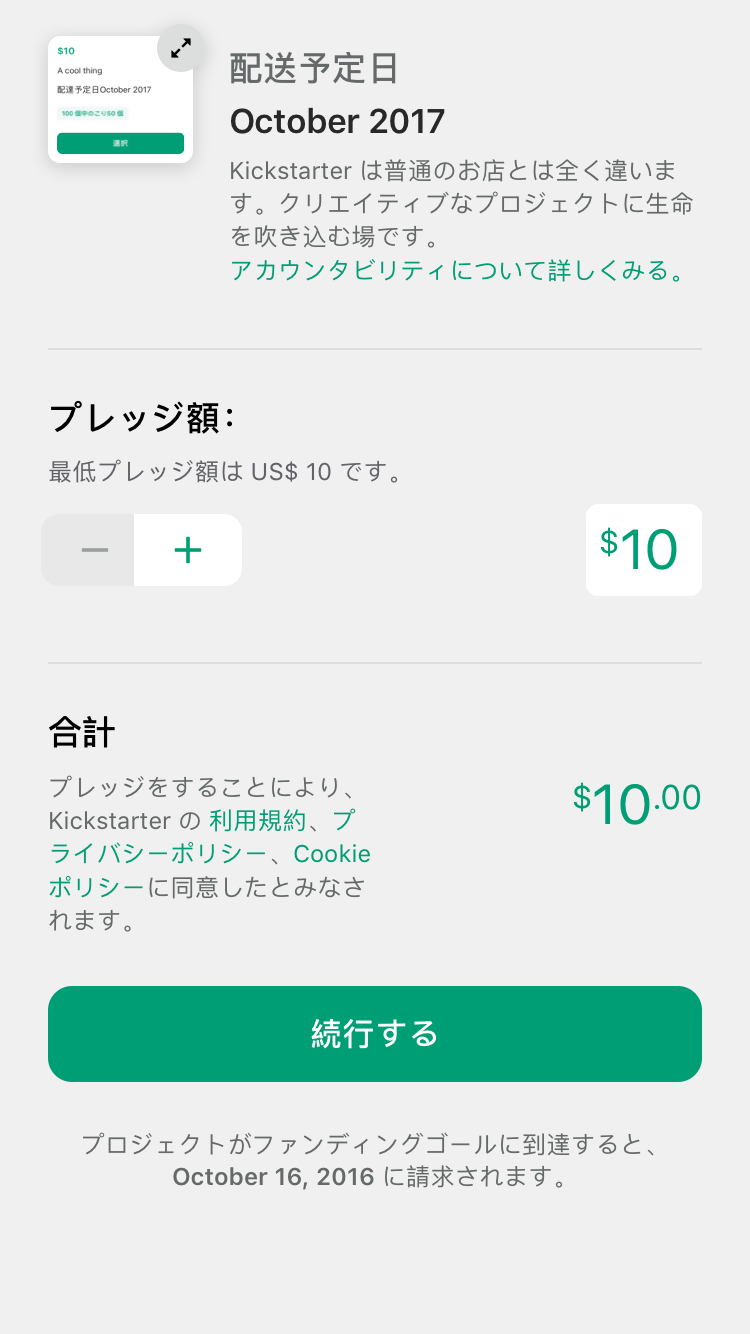 $10
A cool thing
配達予定日October 2017
100 個中のこり50 個
選択
配送予定日
October 2017
Kickstarter は普通のお店とは全く違いま
す。クリエイティブなプロジェクトに生命
を吹き込む場です。
アカウンタビリティについて詳しくみる。
プレッジ額：
最低プレッジ額は US$ 10 です。
− +
$10
合計
プレッジをすることにより、
Kickstarter の 利用規約、プ
ライバシーポリシー、Cookie
ポリシーに同意したとみなさ
れます。
$10.00
続行する
プロジェクトがファンディングゴールに到達すると、
October 16, 2016 に請求されます。